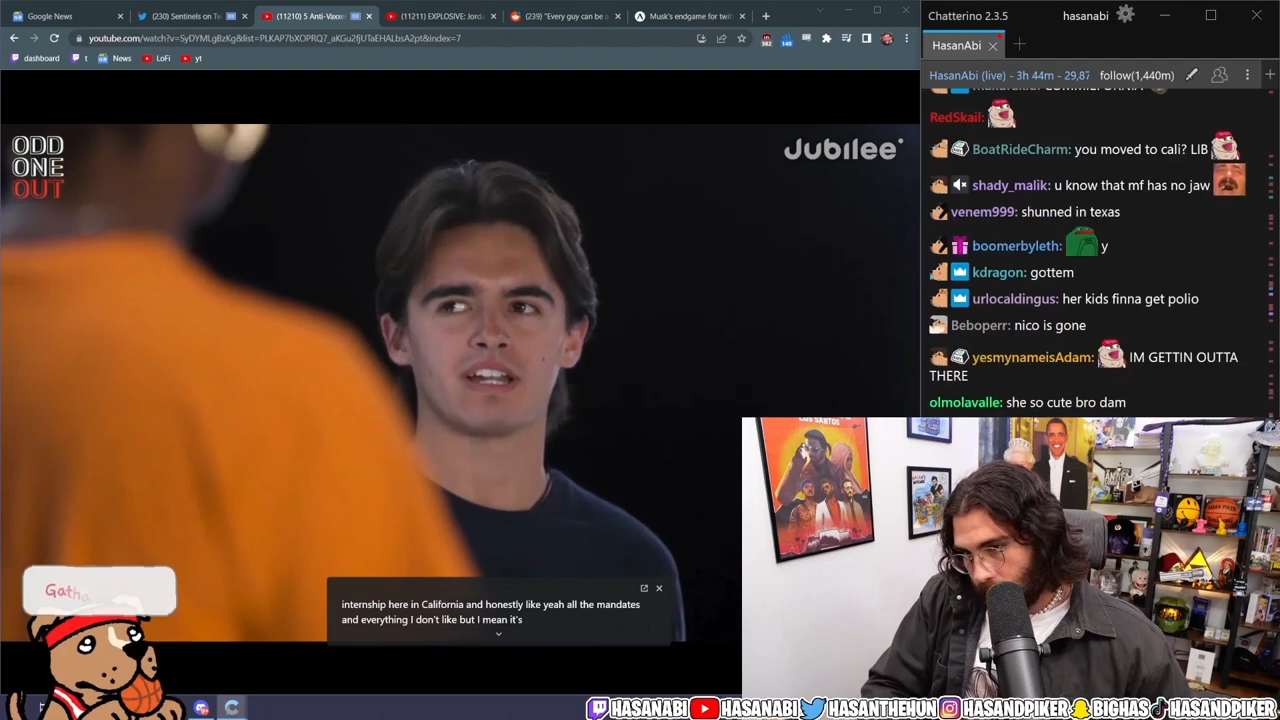 Google News
(230) Sentinels on Tw
(11210) 5 Anti-Vaxxe
(11211) EXPLOSIVE: Jorda
(239) "Every guy can be a
Musk's endgame for twitt
youtube.com/watch?v=SyDYMLgBzKg&list=PLKAP7bXOPRQ7_aKGu2fjUTaEHALbsA2pt&index=7
382
140
dashboard
t
News
LoFi
yt
Chatterino 2.3.5
hasanabi
HasanAbi
HasanAbi (live) - 3h 44m - 29,87
follow(1,440m)
RedSkail:
BoatRideCharm: you moved to cali? LIB
shady_malik: u know that mf has no jaw
venem999: shunned in texas
boomerbyleth: y
kdragon: gottem
urlocaldingus: her kids finna get polio
Beboperr: nico is gone
yesmynameisAdam: IM GETTIN OUTTA
THERE
olmolavalle: she so cute bro dam
ODD
ONE
OUT
Jubilee
internship here in California and honestly like yeah all the mandates
and everything I don't like but I mean it's
Gatha
LOS SANTOS
HASANABI
HASANABI
HASANTHEHUN
HASANDPIKER
BIGHAS
HASANDPIKER